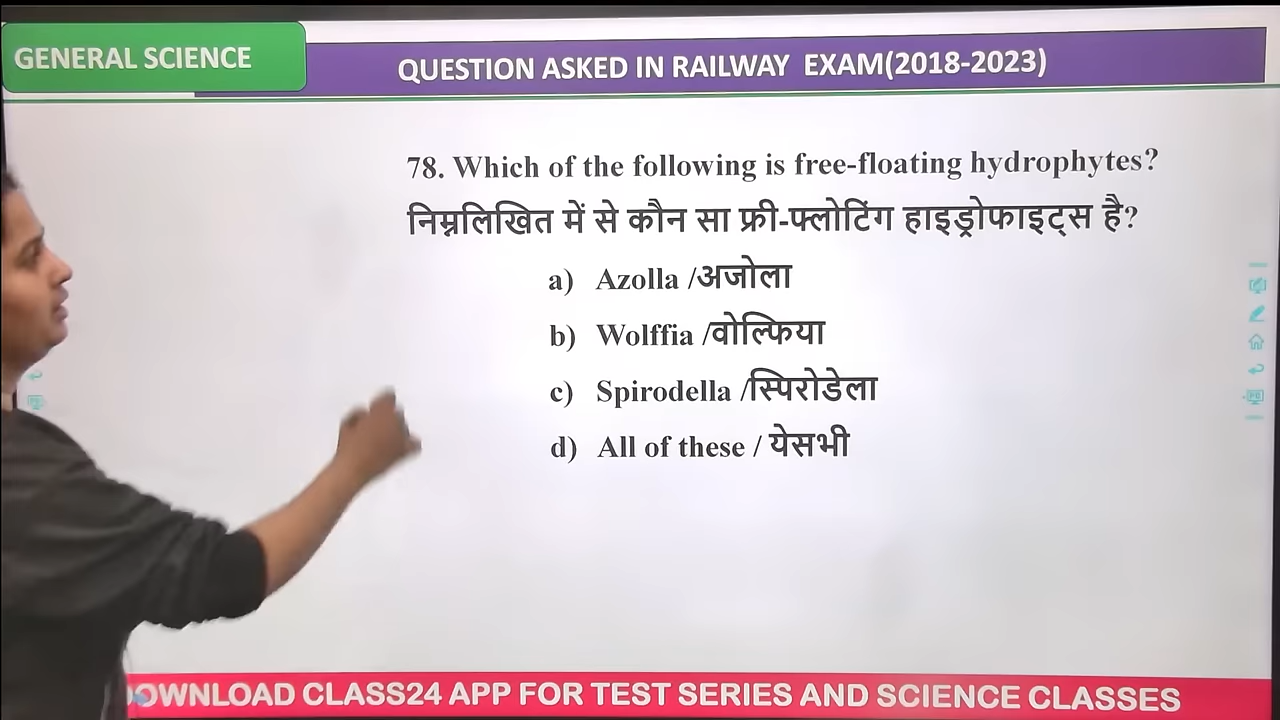 GENERAL SCIENCE
QUESTION ASKED IN RAILWAY EXAM(2018-2023)
78. Which of the following is free-floating hydrophytes?
निम्नलिखित में से कौन सा फ्री-फ्लोटिंग हाइड्रोफाइट्स है?
a) Azolla /अजोला
b) Wolffia /वोल्फिया
c) Spirodella /स्पिरोडेला
d) All of these / येसभी
DOWNLOAD CLASS24 APP FOR TEST SERIES AND SCIENCE CLASSES